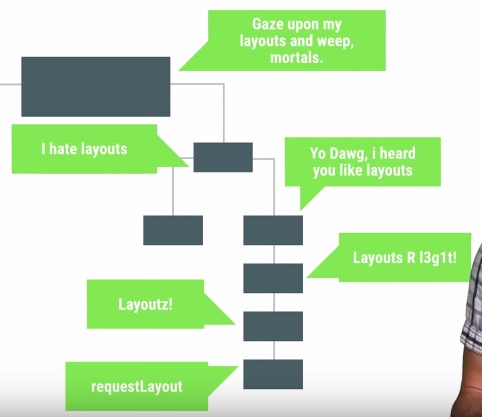 Gaze upon my
layouts and weep,
mortals.
I hate layouts
Yo Dawg, i heard
you like layouts
Layouts R l3g1t!
Layoutz!
requestLayout